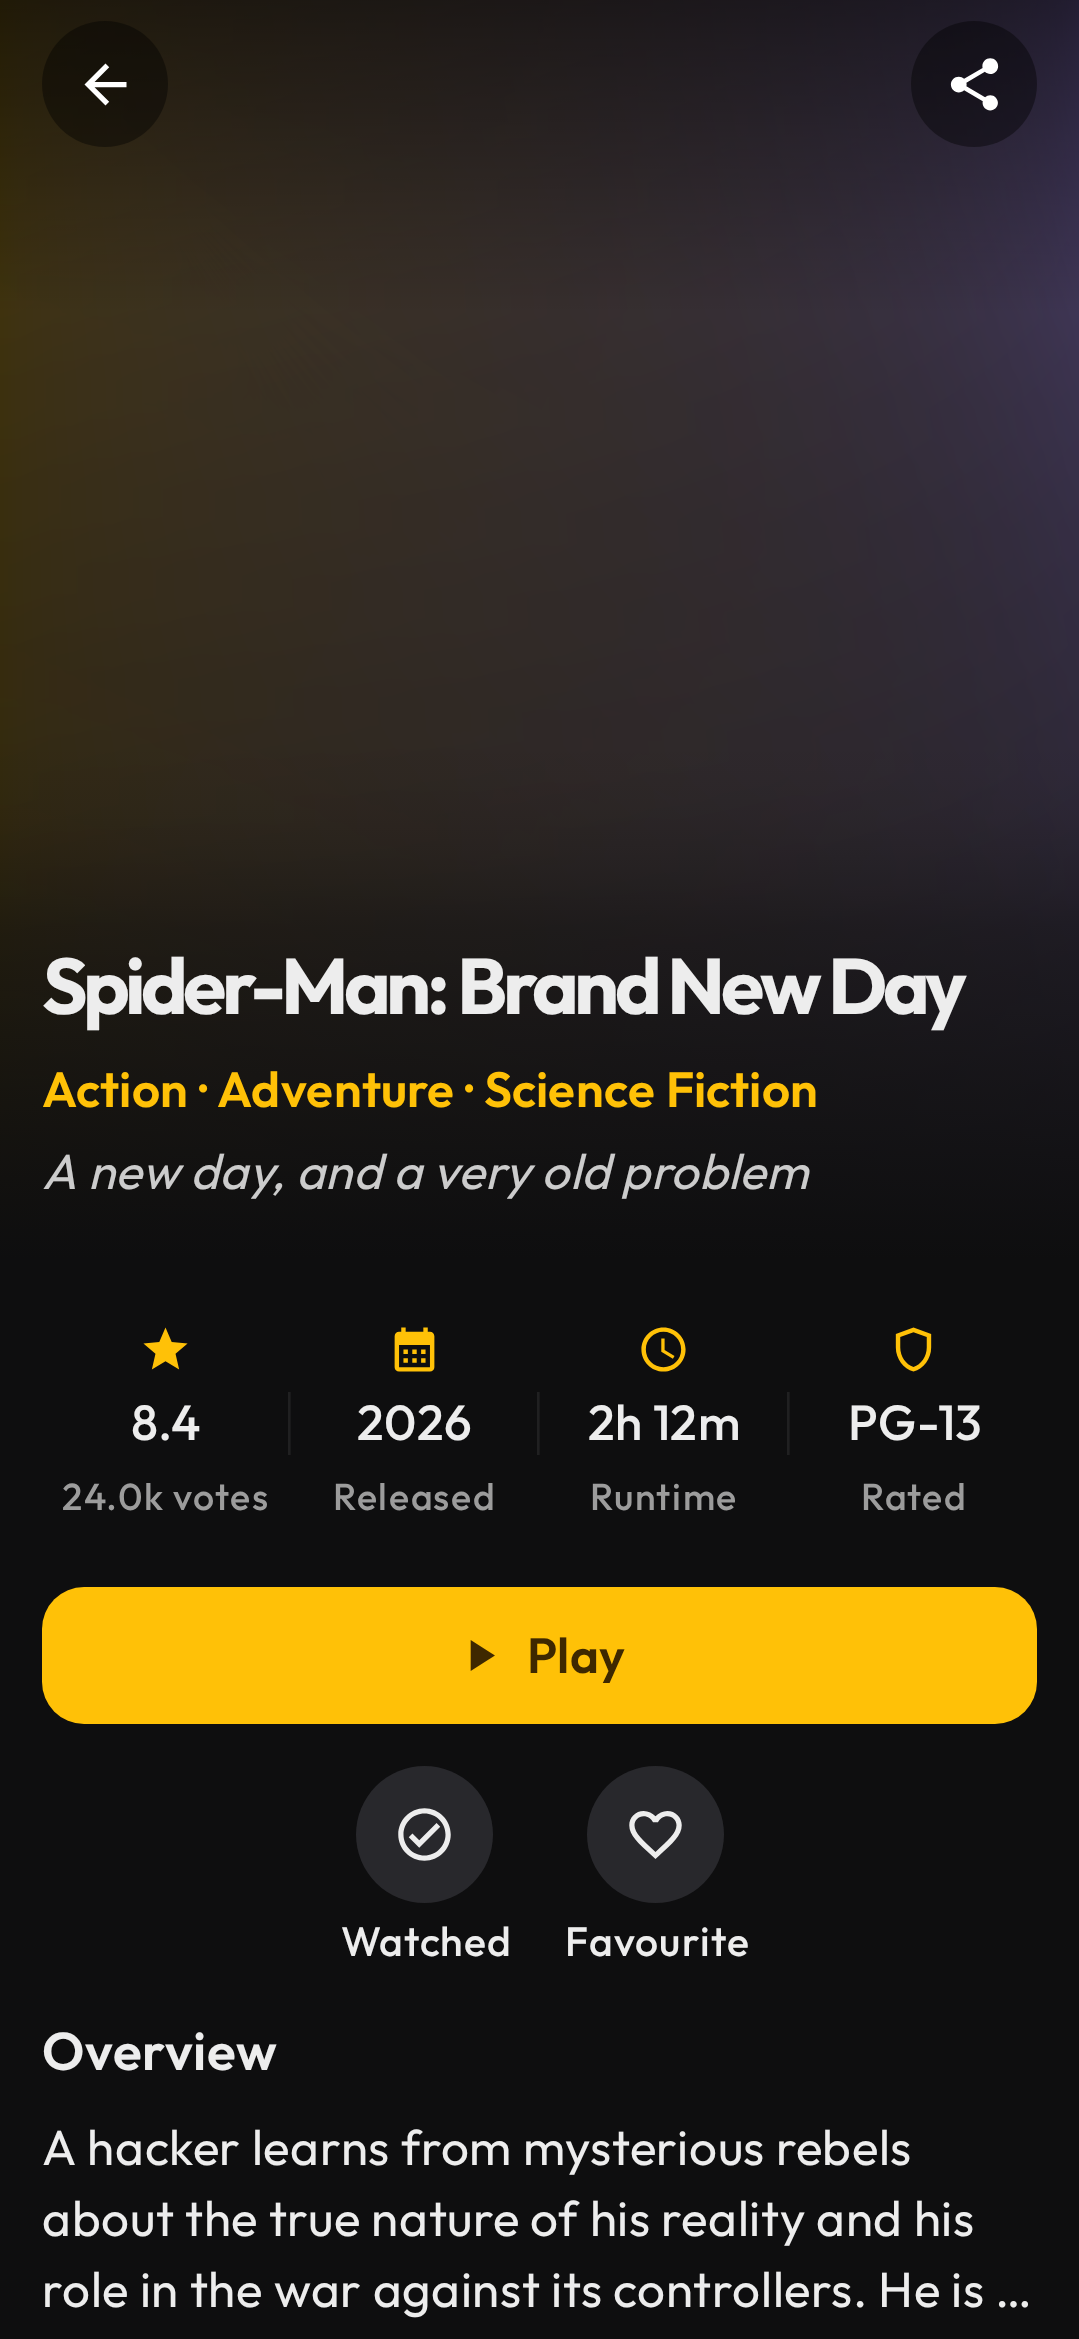 Spider-Man: Brand New Day
Action · Adventure · Science Fiction
A new day, and a very old problem
8.4 2026 2h 12m PG-13
24.0k votes Released Runtime Rated
Play
Watched Favourite
Overview
A hacker learns from mysterious rebels
about the true nature of his reality and his
role in the war against its controllers. He is ...